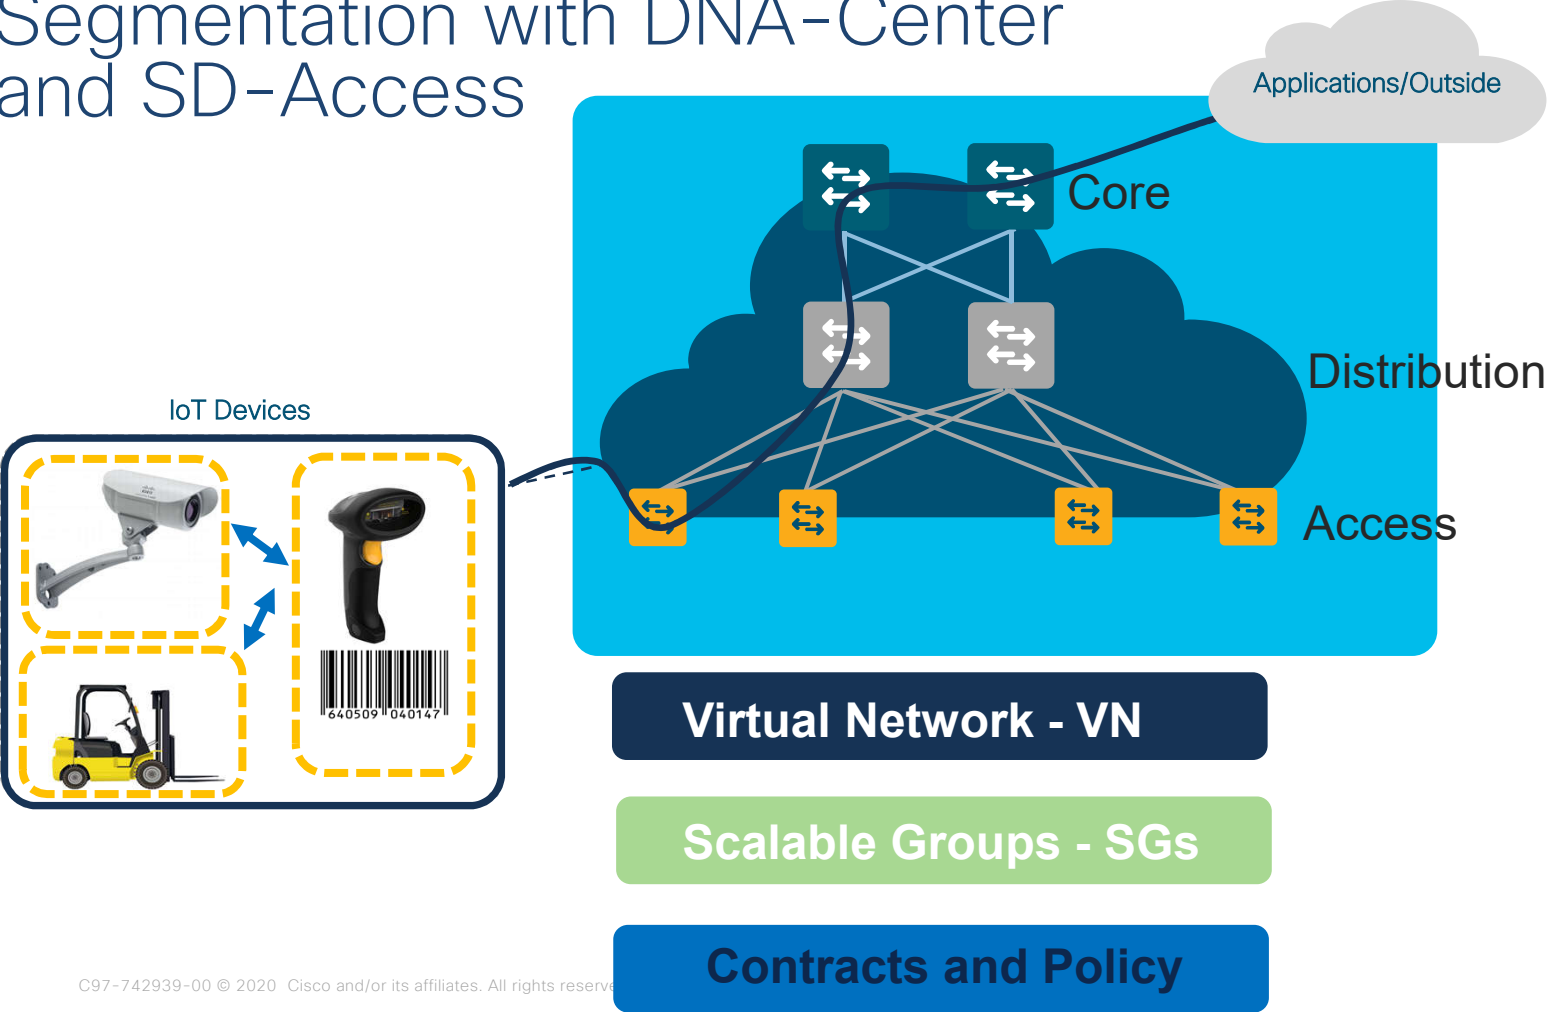 Segmentation with DNA-Center
and SD-Access
Applications/Outside
Core
Distribution
IoT Devices
Access
640509 040147
Virtual Network - VN
Scalable Groups - SGs
Contracts and Policy
C97-742939-00 © 2020 Cisco and/or its affiliates. All rights reserve